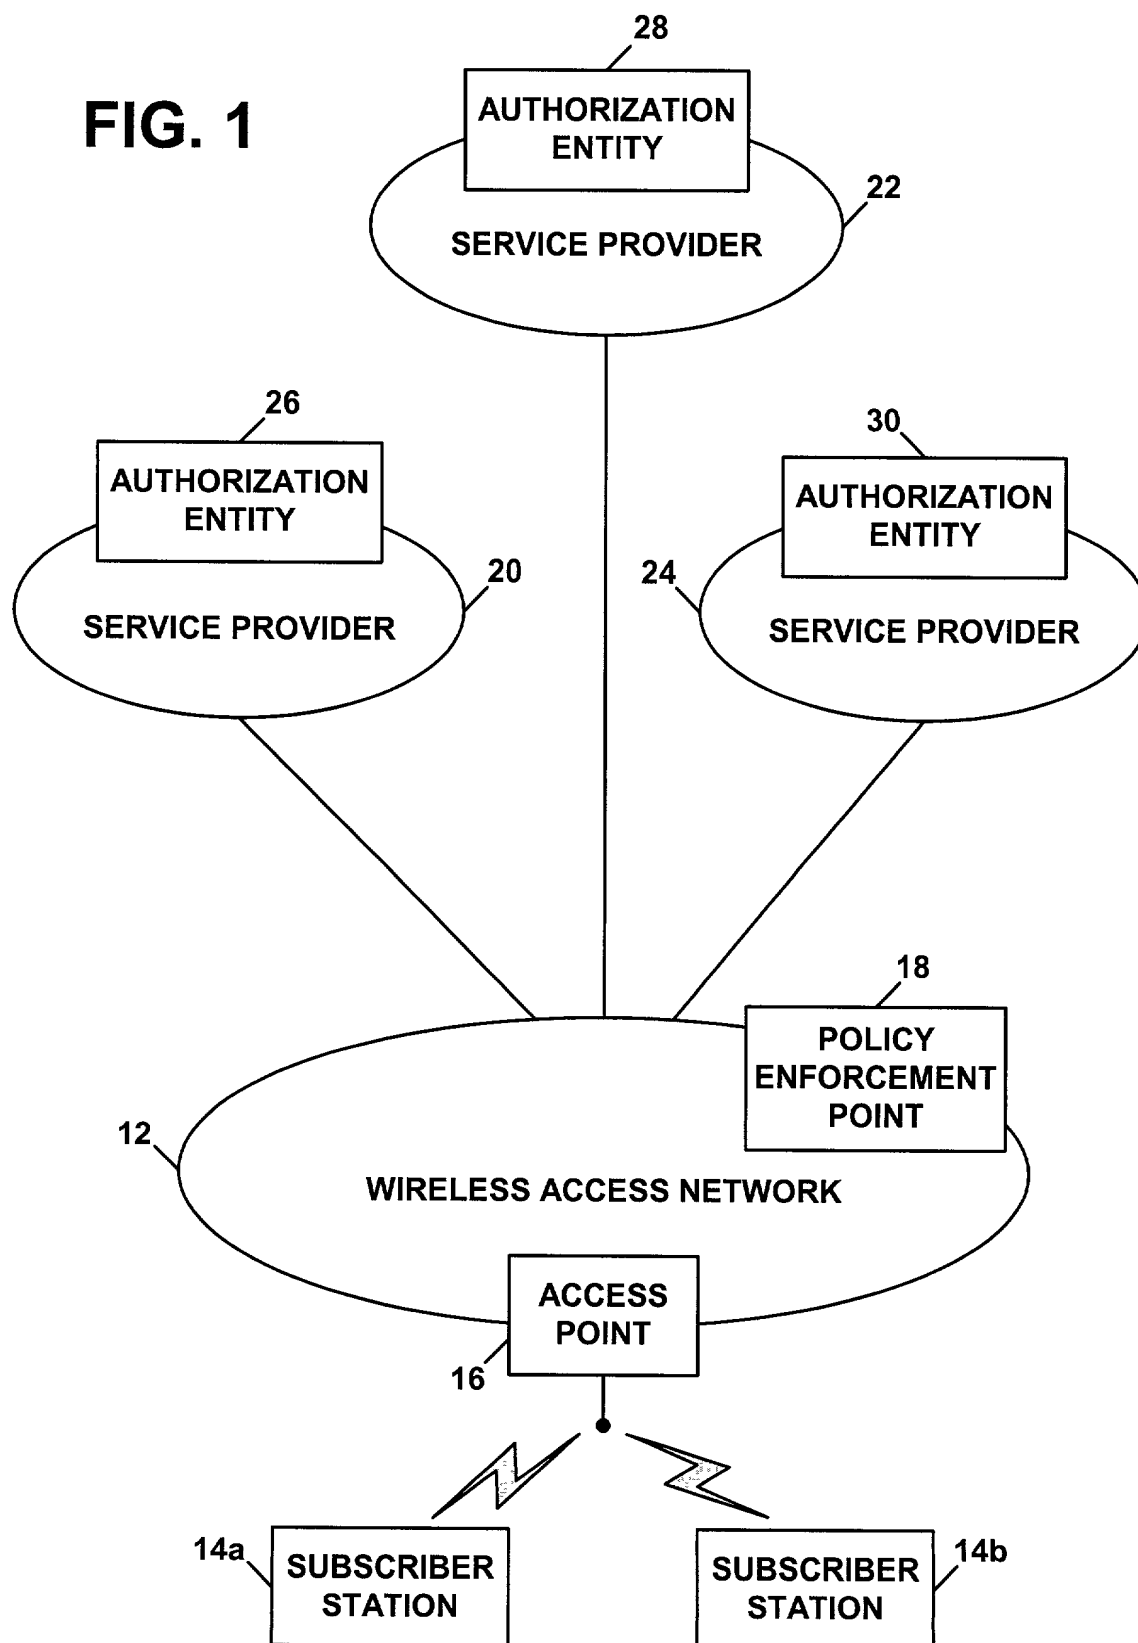 28
FIG. 1
AUTHORIZATION
ENTITY
22
SERVICE PROVIDER
26
AUTHORIZATION
ENTITY
20
SERVICE PROVIDER
30
AUTHORIZATION
ENTITY
24
SERVICE PROVIDER
18
POLICY
ENFORCEMENT
POINT
12
WIRELESS ACCESS NETWORK
ACCESS
POINT
16
14a
SUBSCRIBER
STATION
SUBSCRIBER
STATION
14b